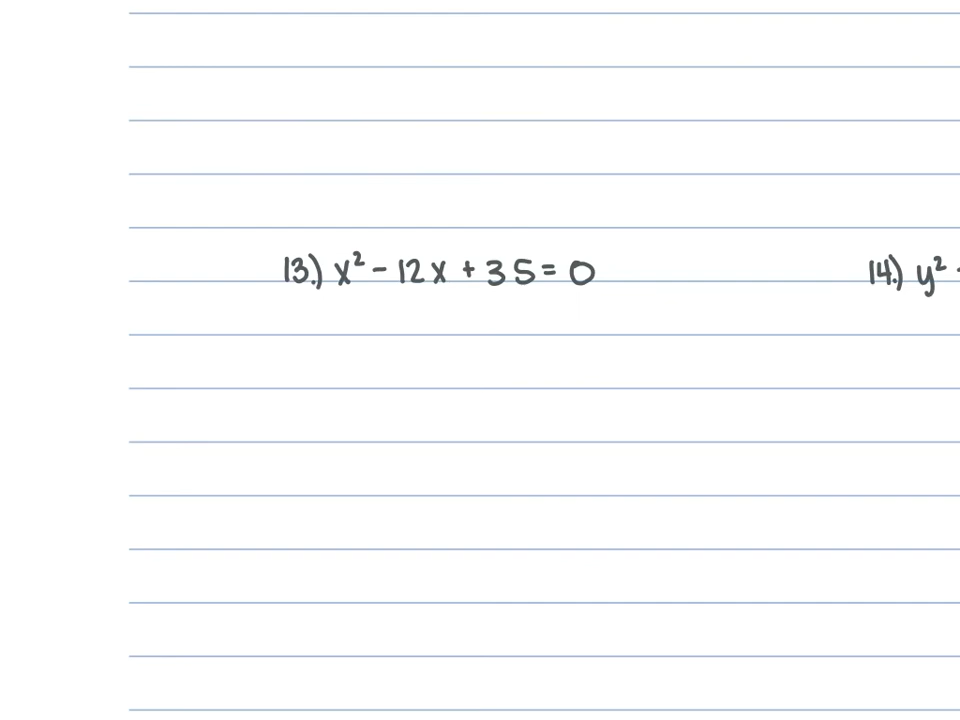 13.) x² - 12x + 35 = 0
14.) y² -